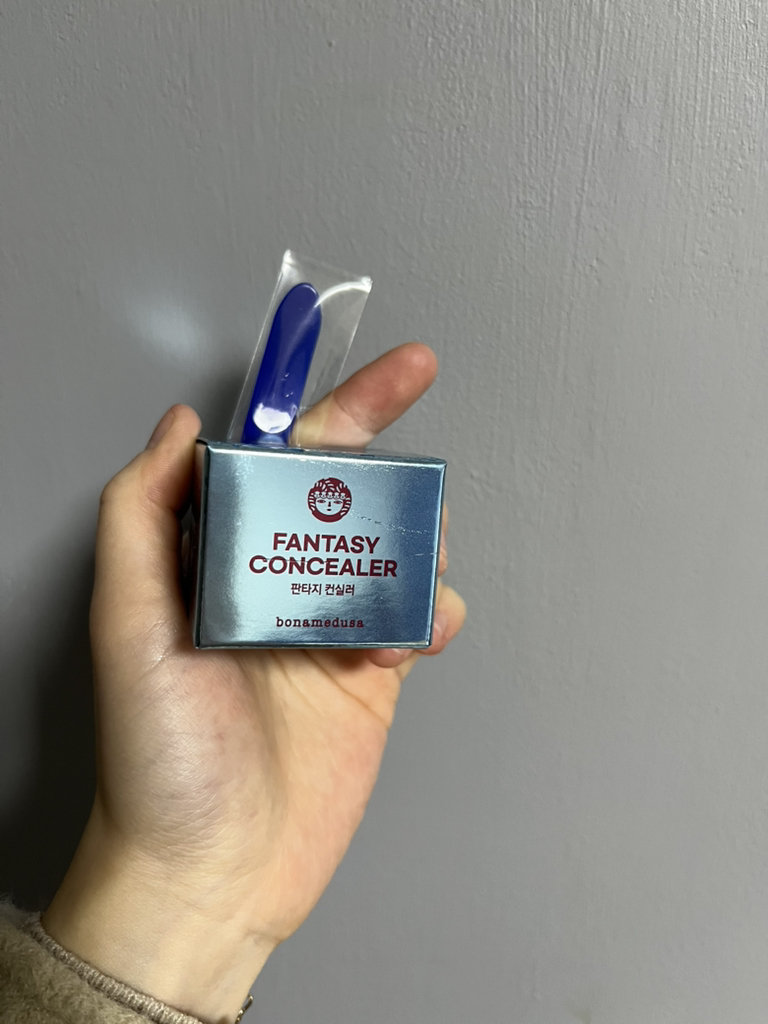 FANTASY
CONCEALER
판타지 컨실러
bonamedusa